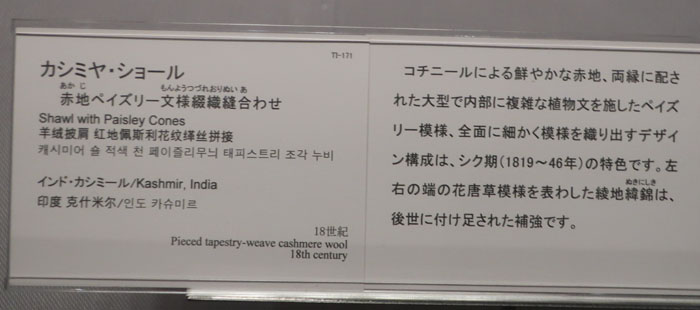 TI-171
カシミヤ・ショール
あかじ もんようつづれおりぬいあ
赤地ペイズリー文様綴織縫合わせ
Shawl with Paisley Cones
羊绒披肩 红地佩斯利花纹绎丝拼接
캐시미어 숄 적색 천 페이즐리무늬 태피스트리 조각 누비
インド・カシミール/Kashmir, India
印度 克什米尔/인도 카슈미르
18世紀
Pieced tapestry-weave cashmere wool
18th century
コチニールによる鮮やかな赤地、両縁に配さ
れた大型で内部に複雑な植物文を施したペイズ
リー模様、全面に細かく模様を織り出すデザイ
ン構成は、シク期(1819～46年)の特色です。左
右の端の花唐草模様を表わした綾地緯錦は、
ぬきにしき
後世に付け足された補強です。